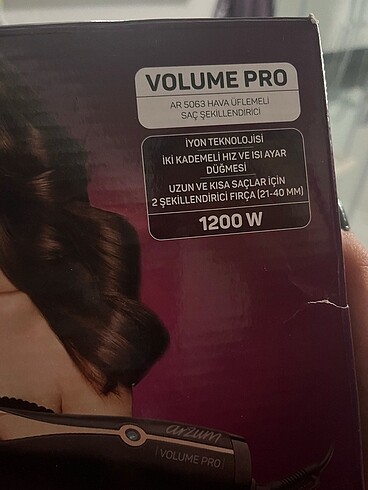 VOLUME PRO
AR 5063 HAVA ÜFLEMELİ
SAÇ ŞEKİLLENDİRİCİ
İYON TEKNOLOJİSİ
İKİ KADEMELİ HIZ VE ISI AYAR
DÜĞMESİ
UZUN VE KISA SAÇLAR İÇİN
2 ŞEKİLLENDİRİCİ FIRÇA (21-40 MM)
1200 W
arzum
VOLUME PRO